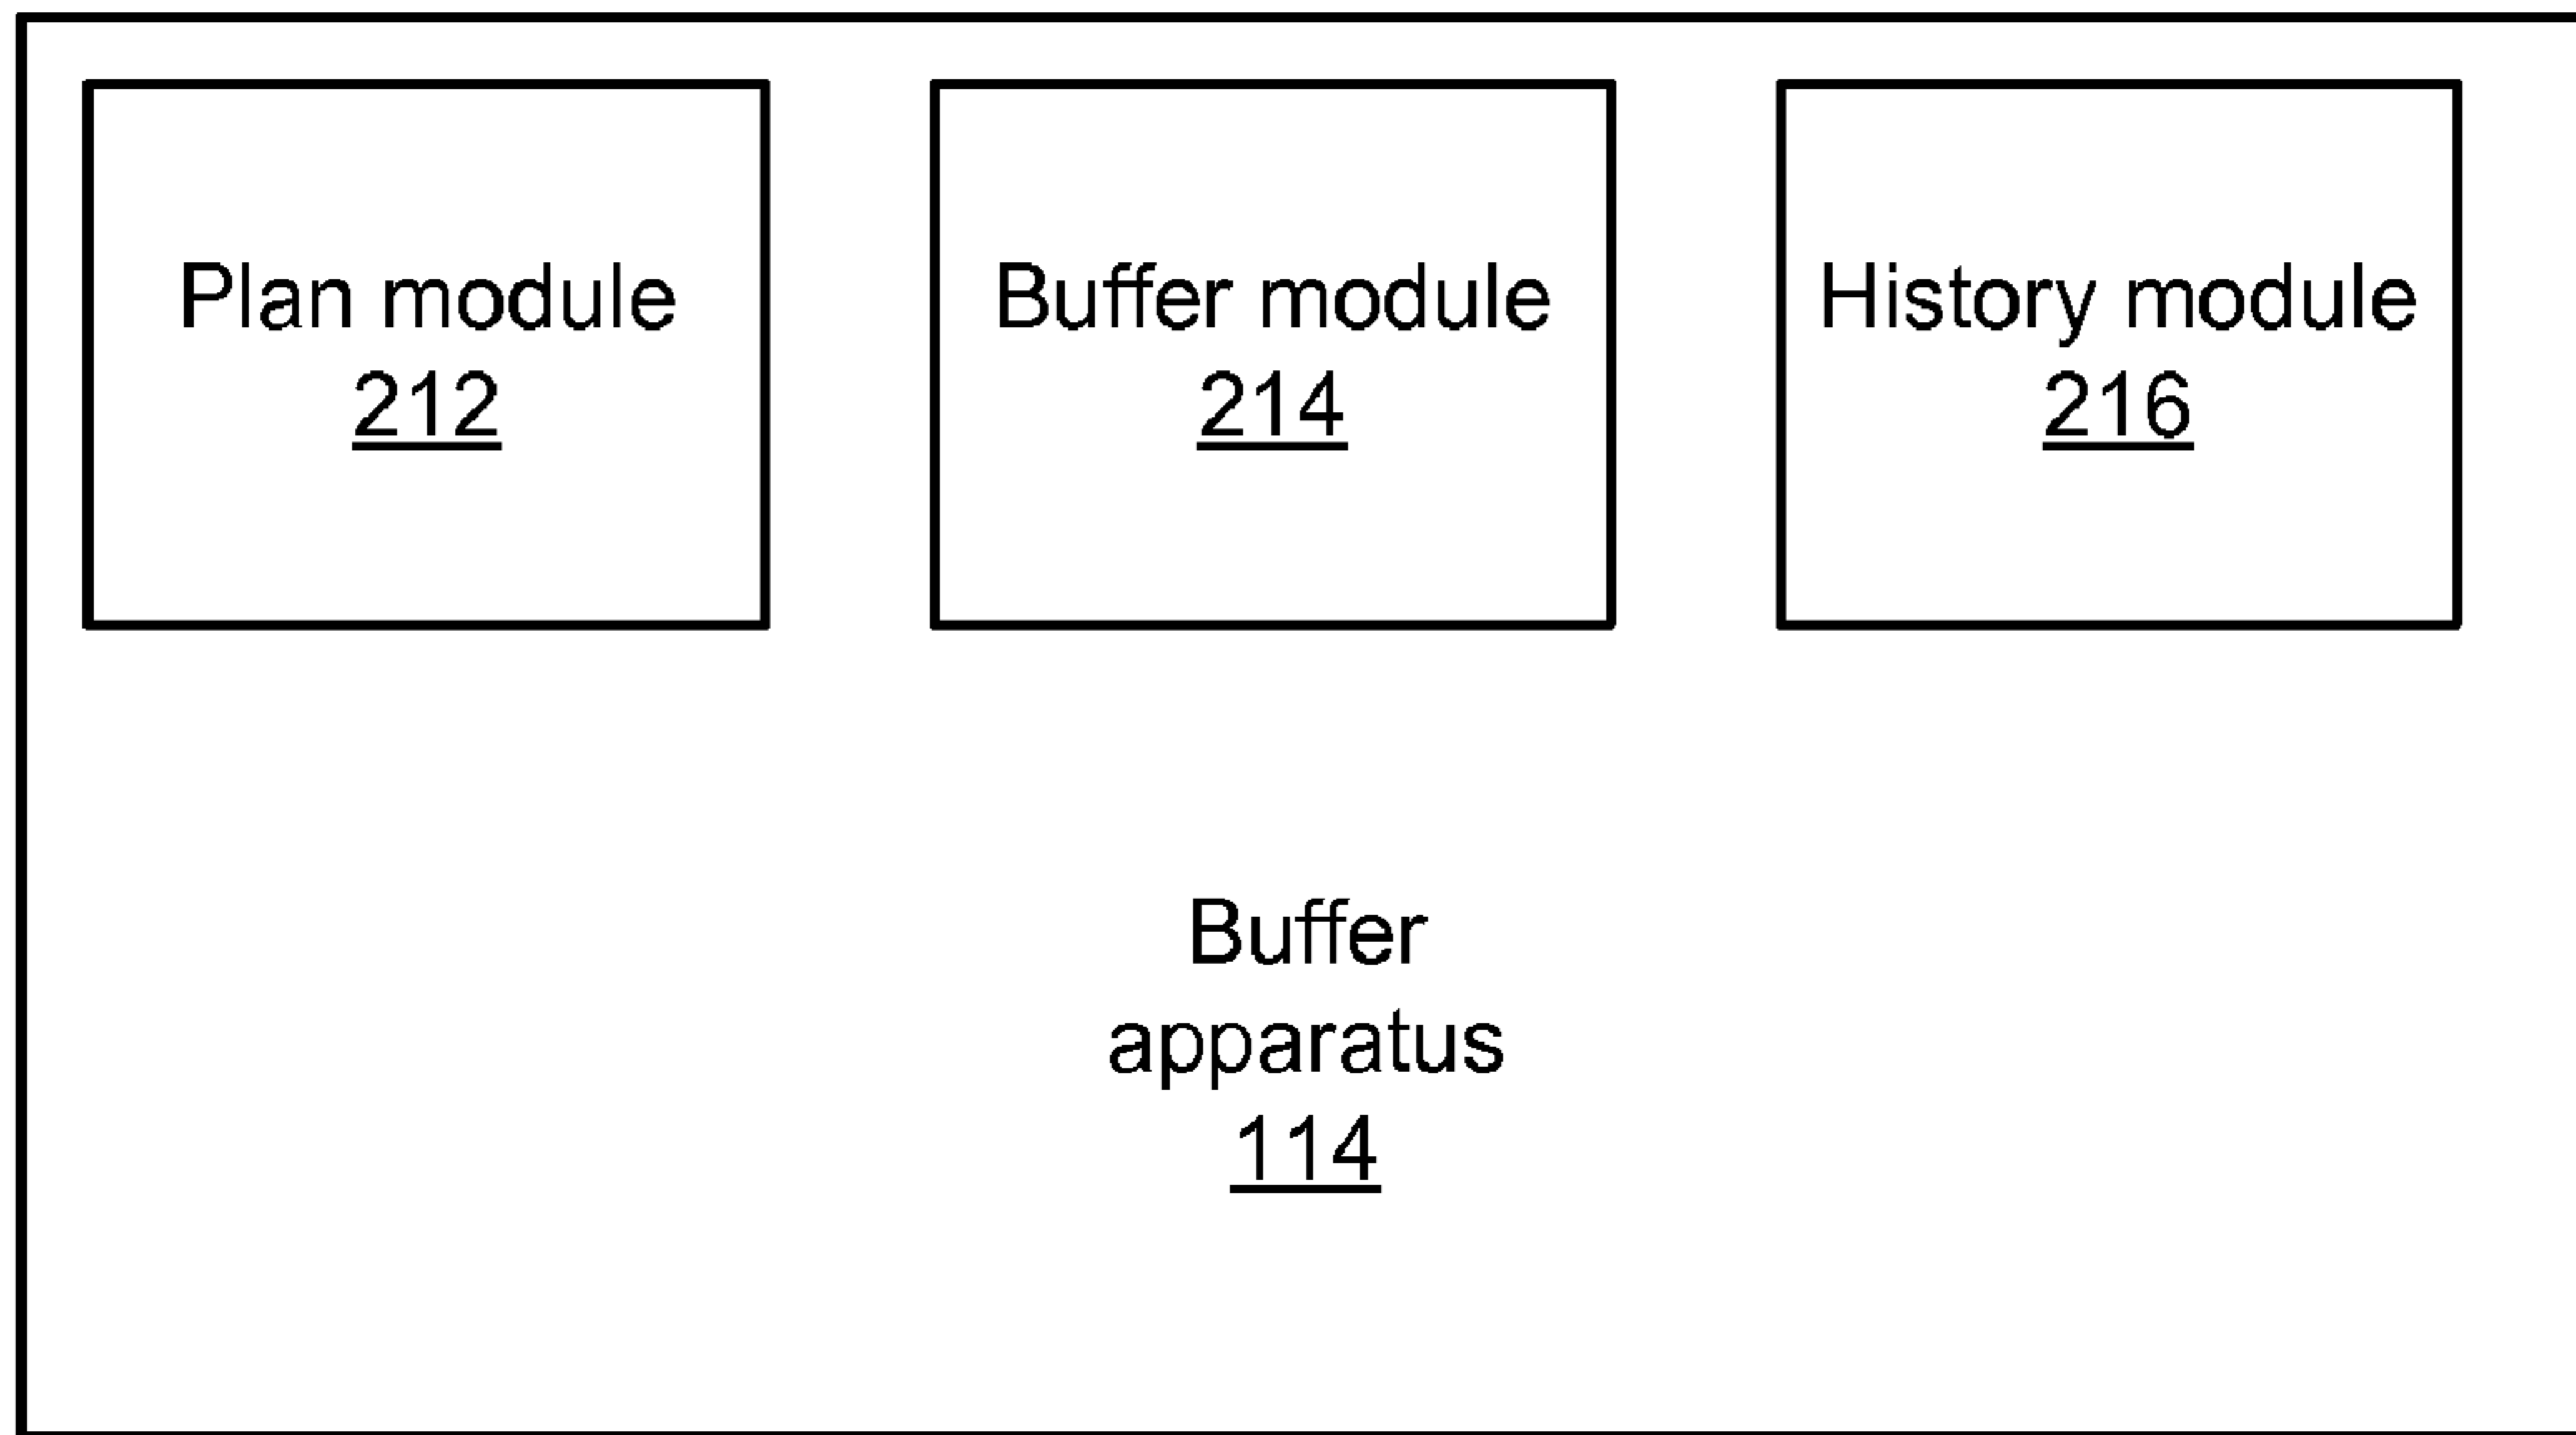 Plan module
212
Buffer module
214
History module
216
Buffer
apparatus
114